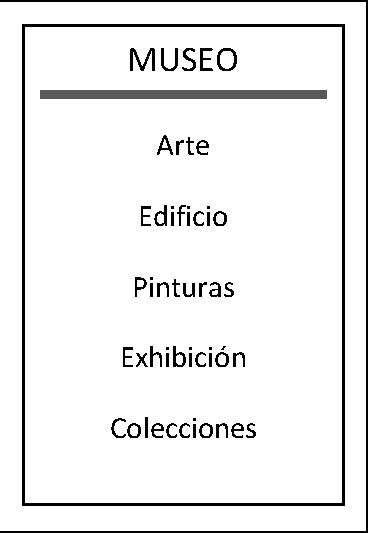 MUSEO
Arte
Edificio
Pinturas
Exhibición
Colecciones